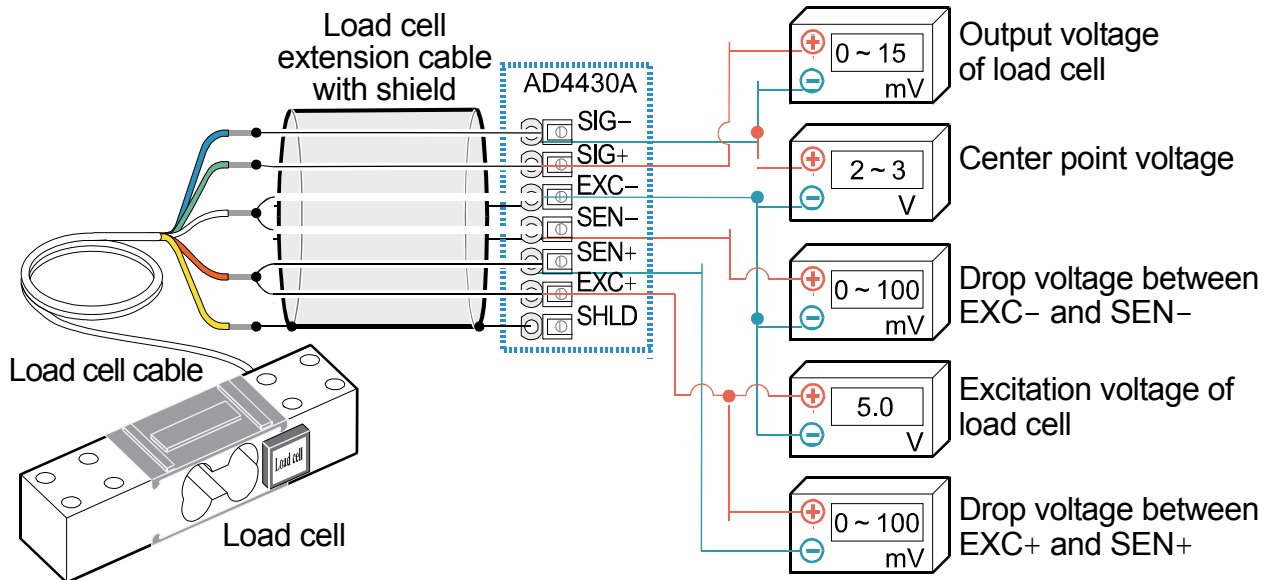 Load cell
extension cable
with shield
AD4430A
SIG−
SIG+
EXC-
SEN-
SEN+
EXC+
SHLD
Load cell cable
Load cell
Load cell
+
0 ~ 15
−
mV
Output voltage
of load cell
+
2 ~ 3
−
V
Center point voltage
+
0 ~ 100
−
mV
Drop voltage between
EXC− and SEN−
+
5.0
−
V
Excitation voltage of
load cell
+
0 ~ 100
−
mV
Drop voltage between
EXC+ and SEN+